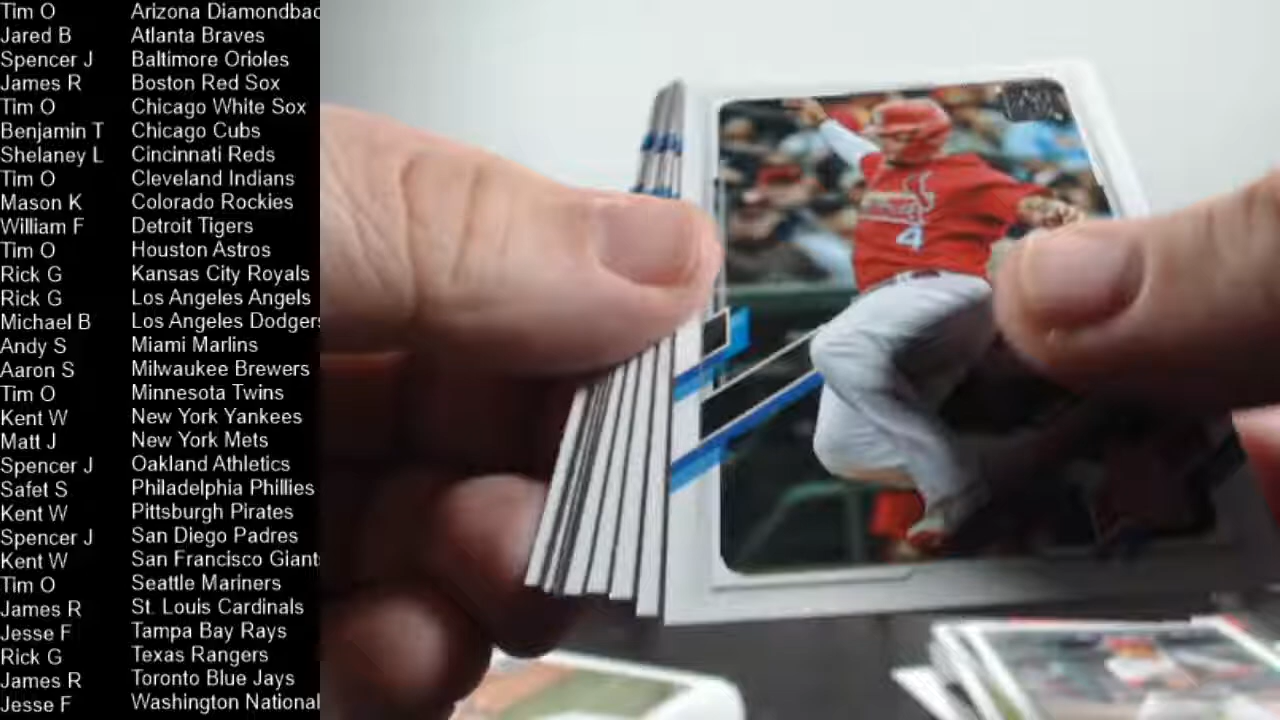 Tim O Arizona Diamondbac
Jared B Atlanta Braves
Spencer J Baltimore Orioles
James R Boston Red Sox
Tim O Chicago White Sox
Benjamin T Chicago Cubs
Shelaney L Cincinnati Reds
Tim O Cleveland Indians
Mason K Colorado Rockies
William F Detroit Tigers
Tim O Houston Astros
Rick G Kansas City Royals
Rick G Los Angeles Angels
Michael B Los Angeles Dodgers
Andy S Miami Marlins
Aaron S Milwaukee Brewers
Tim O Minnesota Twins
Kent W New York Yankees
Matt J New York Mets
Spencer J Oakland Athletics
Safet S Philadelphia Phillies
Kent W Pittsburgh Pirates
Spencer J San Diego Padres
Kent W San Francisco Giants
Tim O Seattle Mariners
James R St. Louis Cardinals
Jesse F Tampa Bay Rays
Rick G Texas Rangers
James R Toronto Blue Jays
Jesse F Washington National
4